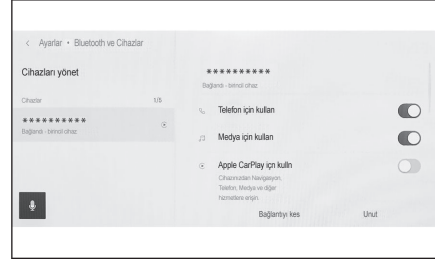 < Ayarlar • Bluetooth ve Cihazlar
Cihazları yönet
Cihazlar 1/5
**********
Bağlandı - birincil cihaz
**********
Bağlandı - birincil cihaz
Telefon için kullan
Medya için kullan
Apple CarPlay içn kulln
Cihazınızdan Navigasyon,
Telefon, Medya ve diğer
hizmetlere erişin.
Bağlantıyı kes Unut